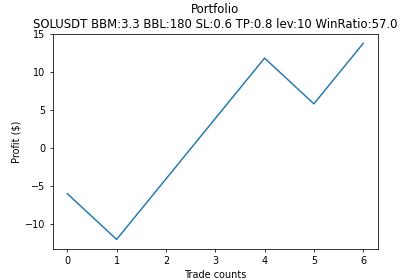 Portfolio
SOLUSDT BBM:3.3 BBL:180 SL:0.6 TP:0.8 lev:10 WinRatio:57.0
15
10
5
0
−5
−10
Profit ($)
0 1 2 3 4 5 6
Trade counts